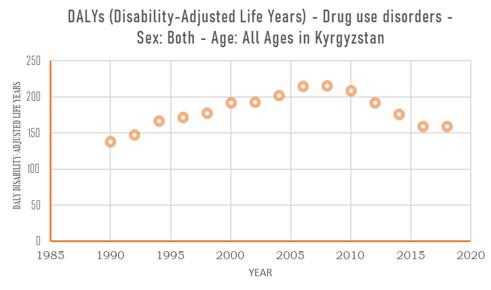 DALYs (Disability-Adjusted Life Years) - Drug use disorders -
Sex: Both - Age: All Ages in Kyrgyzstan
DALY DISABILITY-ADJUSTED LIFE YEARS
250
200
150
100
50
0
1985 1990 1995 2000 2005 2010 2015 2020
YEAR